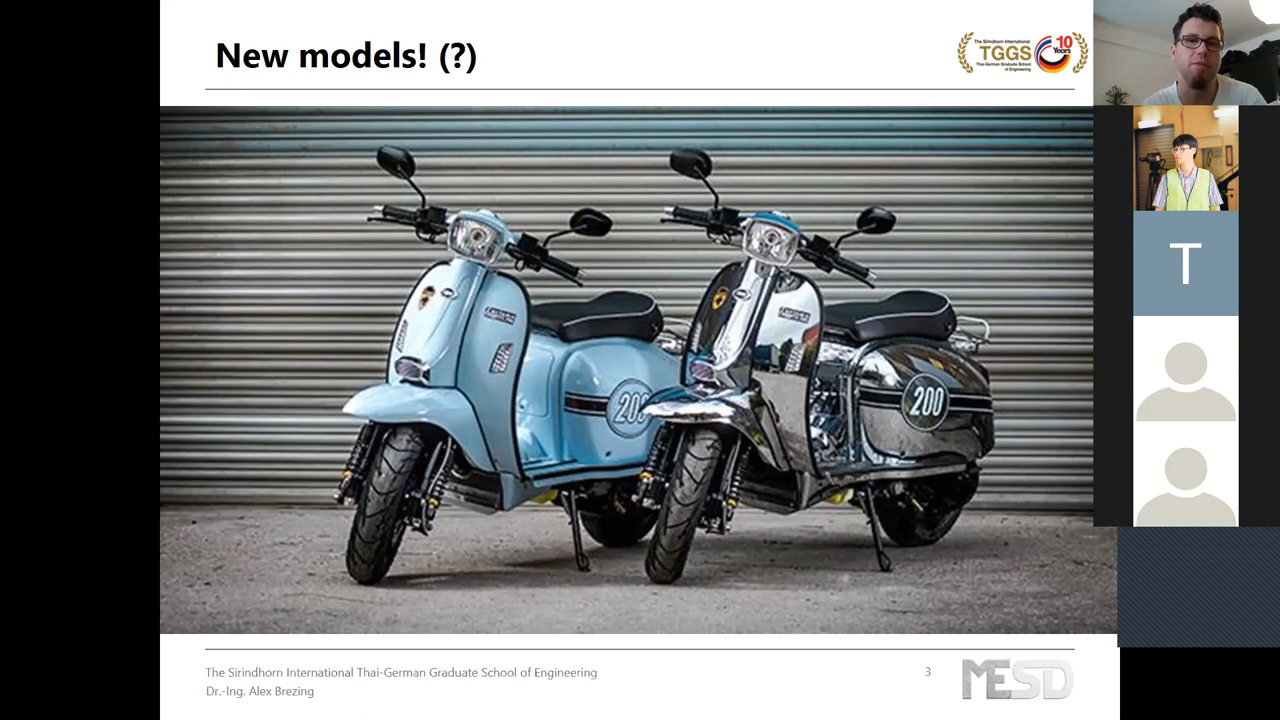 New models! (?)
The Sirindhorn International
TGGS
Thai-German Graduate School
of Engineering
10
Years
T
200
200
The Sirindhorn International Thai-German Graduate School of Engineering
3
Dr.-Ing. Alex Brezing
MESD